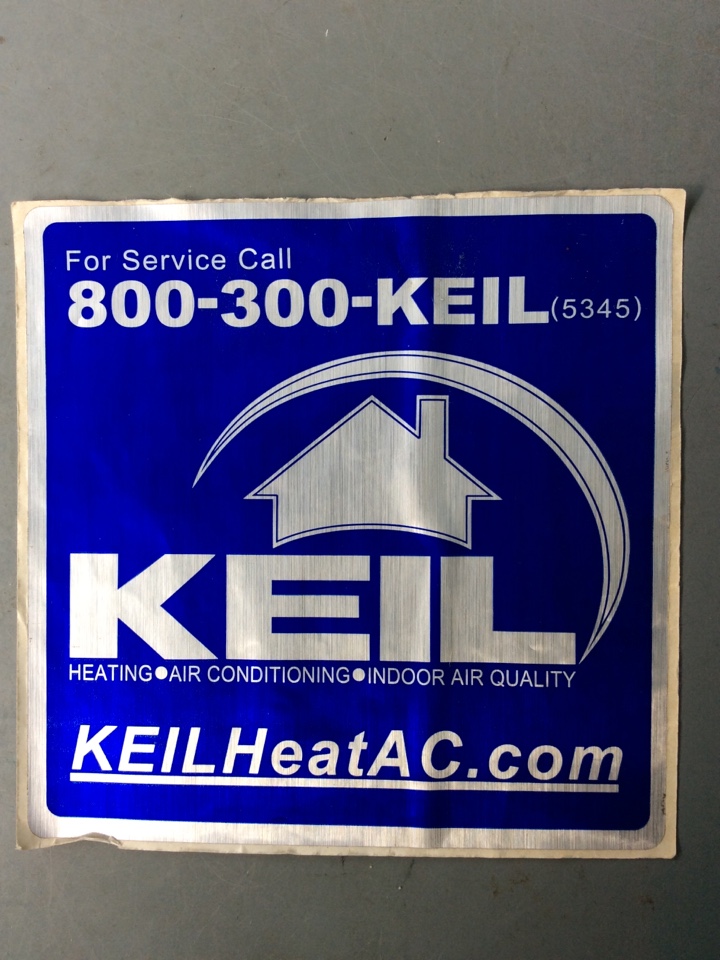 For Service Call
800-300-KEIL (5345)
KEIL
HEATING●AIR CONDITIONING●INDOOR AIR QUALITY
KEILHeatAC.com